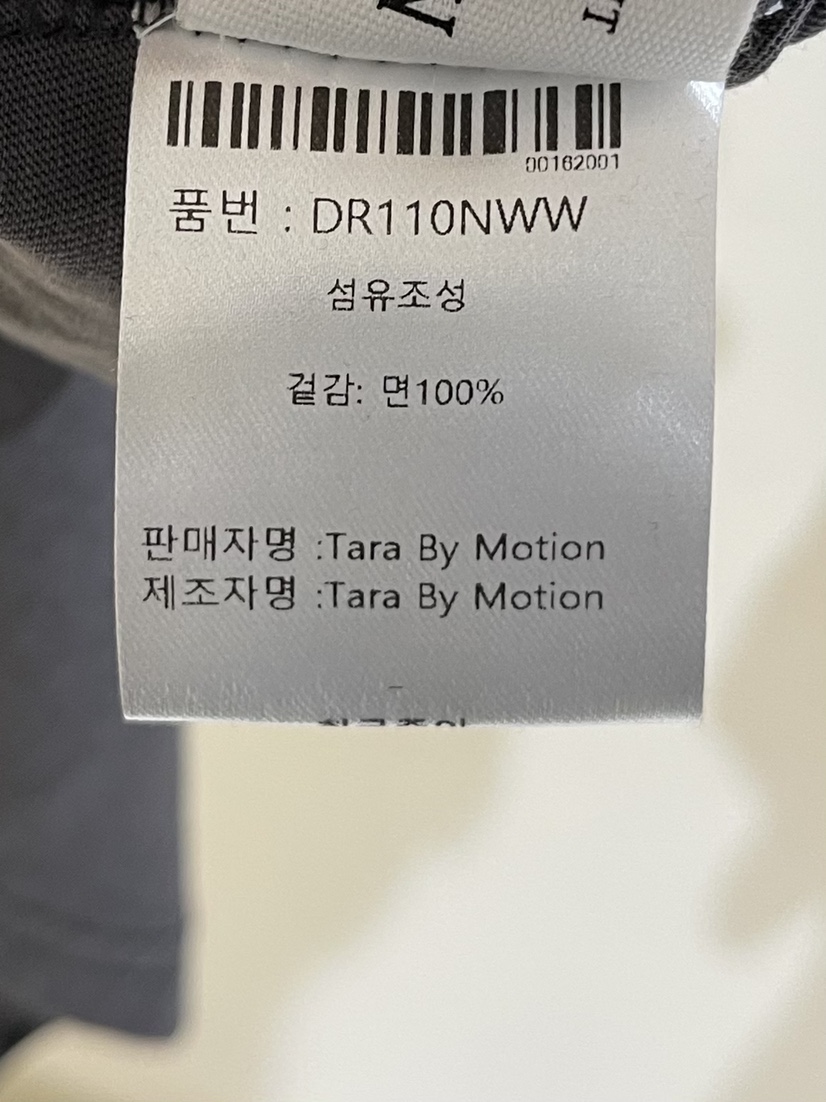 00162001
품번 : DR110NWW
섬유조성
겉감: 면100%
판매자명 :Tara By Motion
제조자명 :Tara By Motion
-